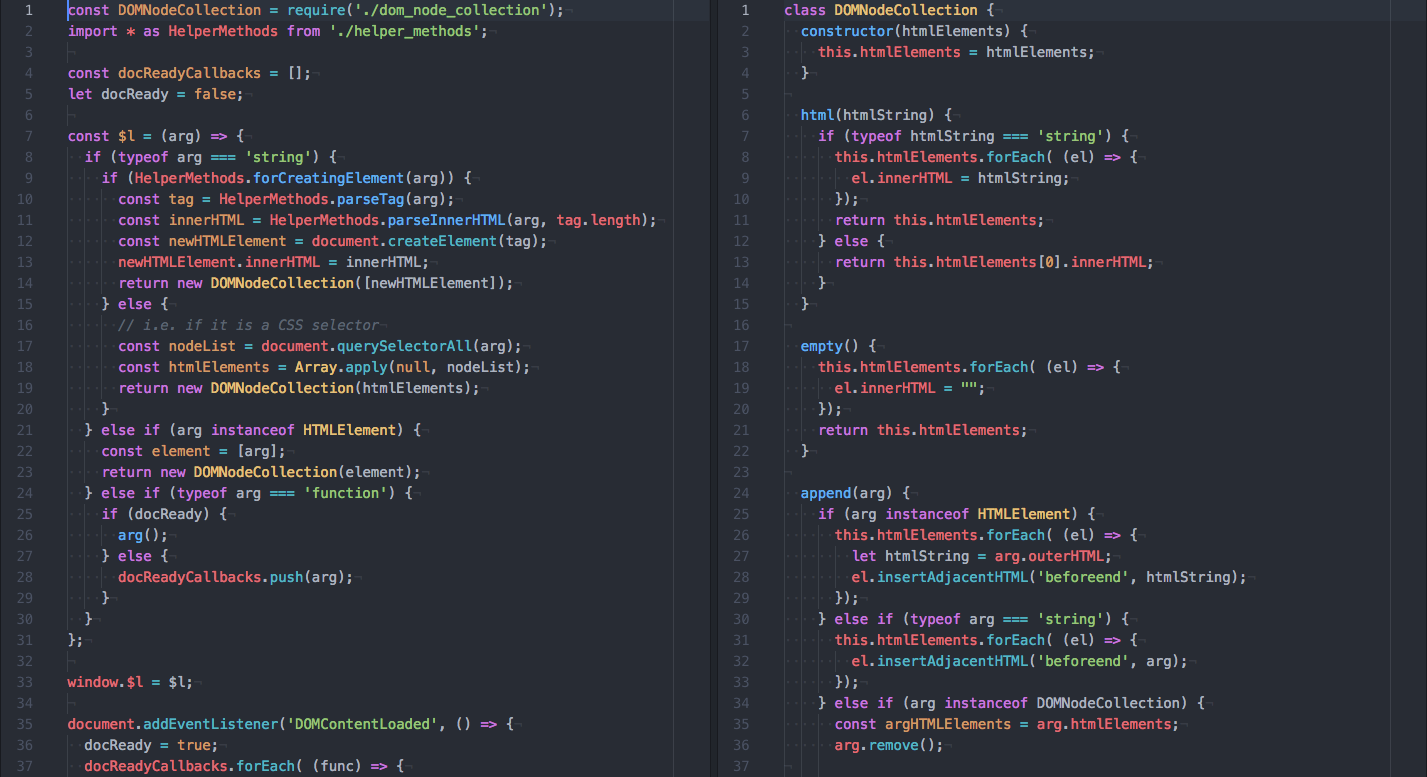 1 const DOMNodeCollection = require('./dom_node_collection');
2 import * as HelperMethods from './helper_methods';
3
4 const docReadyCallbacks = [];
5 let docReady = false;
6
7 const $l = (arg) => {
8 if (typeof arg === 'string') {
9 if (HelperMethods.forCreatingElement(arg)) {
10 const tag = HelperMethods.parseTag(arg);
11 const innerHTML = HelperMethods.parseInnerHTML(arg, tag.length);
12 const newHTMLElement = document.createElement(tag);
13 newHTMLElement.innerHTML = innerHTML;
14 return new DOMNodeCollection([newHTMLElement]);
15 } else {
16 // i.e. if it is a CSS selector
17 const nodeList = document.querySelectorAll(arg);
18 const htmlElements = Array.apply(null, nodeList);
19 return new DOMNodeCollection(htmlElements);
20 }
21 } else if (arg instanceof HTMLElement) {
22 const element = [arg];
23 return new DOMNodeCollection(element);
24 } else if (typeof arg === 'function') {
25 if (docReady) {
26 arg();
27 } else {
28 docReadyCallbacks.push(arg);
29 }
30 }
31 };
32
33 window.$l = $l;
34
35 document.addEventListener('DOMContentLoaded', () => {
36 docReady = true;
37 docReadyCallbacks.forEach( (func) => {
1 class DOMNodeCollection {
2 constructor(htmlElements) {
3 this.htmlElements = htmlElements;
4 }
5
6 html(htmlString) {
7 if (typeof htmlString === 'string') {
8 this.htmlElements.forEach( (el) => {
9 el.innerHTML = htmlString;
10 });
11 return this.htmlElements;
12 } else {
13 return this.htmlElements[0].innerHTML;
14 }
15 }
16
17 empty() {
18 this.htmlElements.forEach( (el) => {
19 el.innerHTML = "";
20 });
21 return this.htmlElements;
22 }
23
24 append(arg) {
25 if (arg instanceof HTMLElement) {
26 this.htmlElements.forEach( (el) => {
27 let htmlString = arg.outerHTML;
28 el.insertAdjacentHTML('beforeend', htmlString);
29 });
30 } else if (typeof arg === 'string') {
31 this.htmlElements.forEach( (el) => {
32 el.insertAdjacentHTML('beforeend', arg);
33 });
34 } else if (arg instanceof DOMNodeCollection) {
35 const argHTMLElements = arg.htmlElements;
36 arg.remove();
37